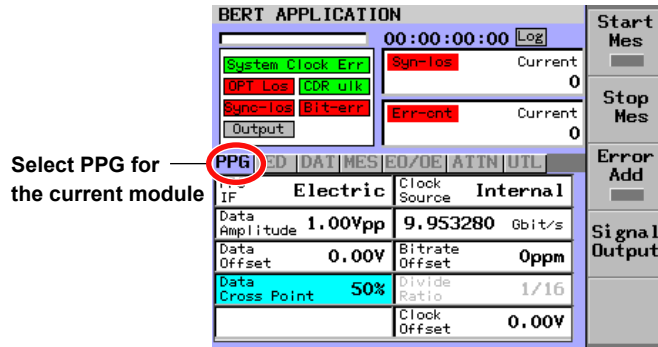 BERT APPLICATION
00:00:00:00 Log
System Clock Err
OPT Los CDR ulk
Sync-los Bit-err
Output
Syn-los Current
0
Err-cnt Current
0
Select PPG for
the current module
PPG ED DAT MES EO/OE ATTN UTL
IF Electric
Clock Source Internal
Data Amplitude 1.00Vpp
9.953280 Gbit/s
Data Offset 0.00V
Bitrate Offset 0ppm
Data Cross Point 50%
Divide Ratio 1/16
Clock Offset 0.00V
Start
Mes
Stop
Mes
Error
Add
Signal
Output